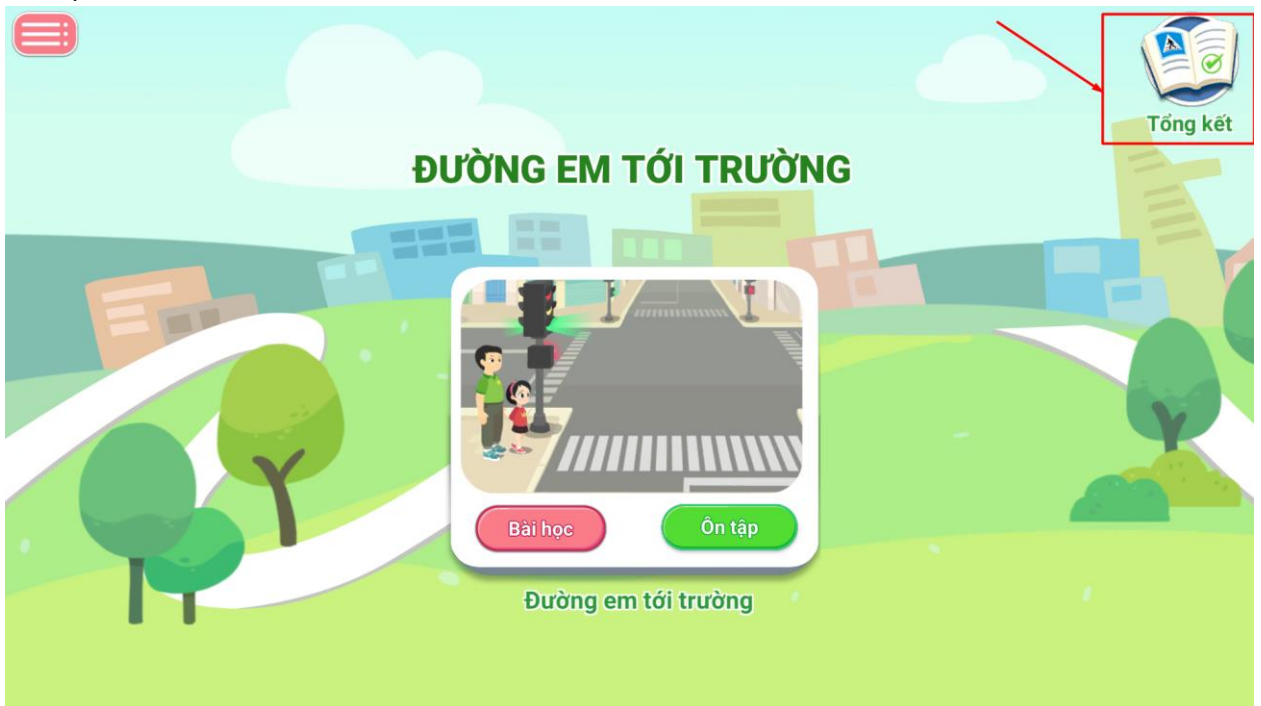 Tổng kết
ĐƯỜNG EM TỚI TRƯỜNG
Bài học
Ôn tập
Đường em tới trường